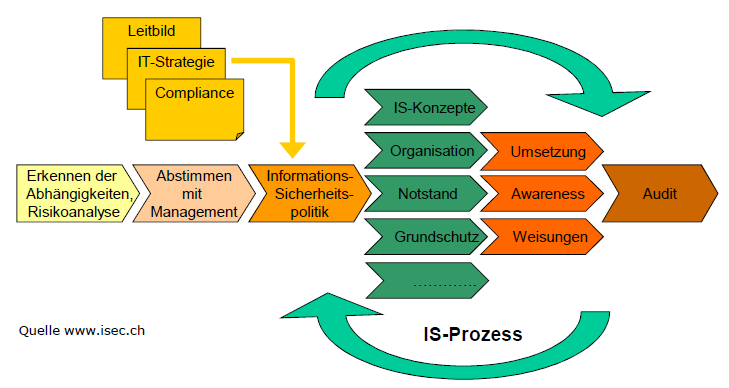 Leitbild
IT-Strategie
Compliance
Erkennen der
Abhängigkeiten,
Risikoanalyse
Abstimmen
mit
Management
Informations-
Sicherheits-
politik
IS-Konzepte
Organisation
Notstand
Grundschutz
.............
Umsetzung
Awareness
Weisungen
Audit
Quelle www.isec.ch
IS-Prozess